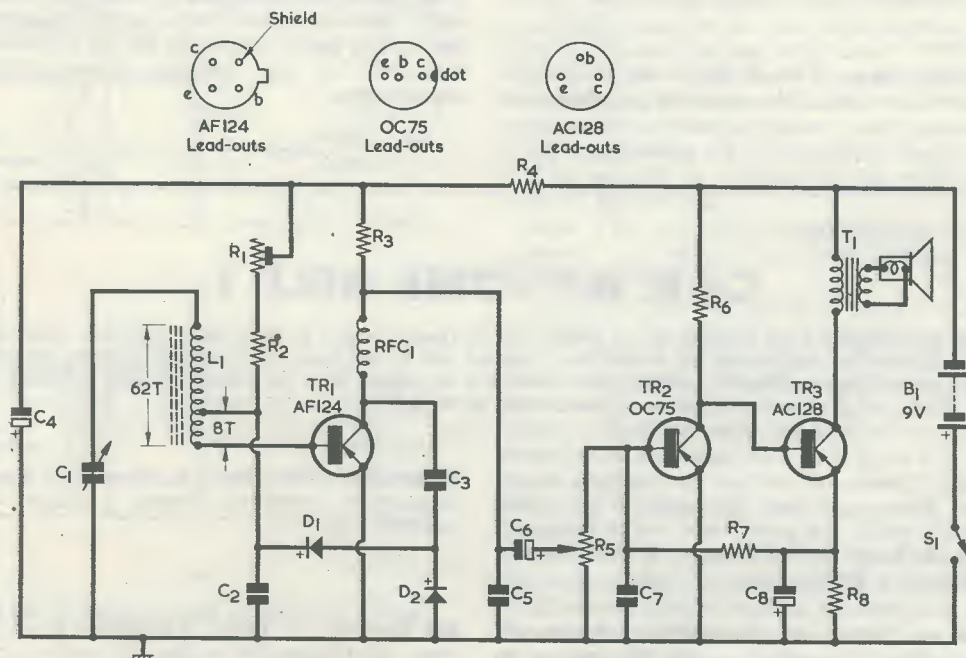 Shield
c
e
b
AF124
Lead-outs
e b c
dot
OC75
Lead-outs
b
e
c
AC128
Lead-outs
R4
R1
R3
T1
R6
R2
RFC1
L1
62T
8T
TR1
AF124
TR2
OC75
TR3
AC128
B1
9V
C4
+
C1
C3
C6
+
R5
R7
S1
D1
+
C2
D2
+
C5
C7
C8
+
R8
+